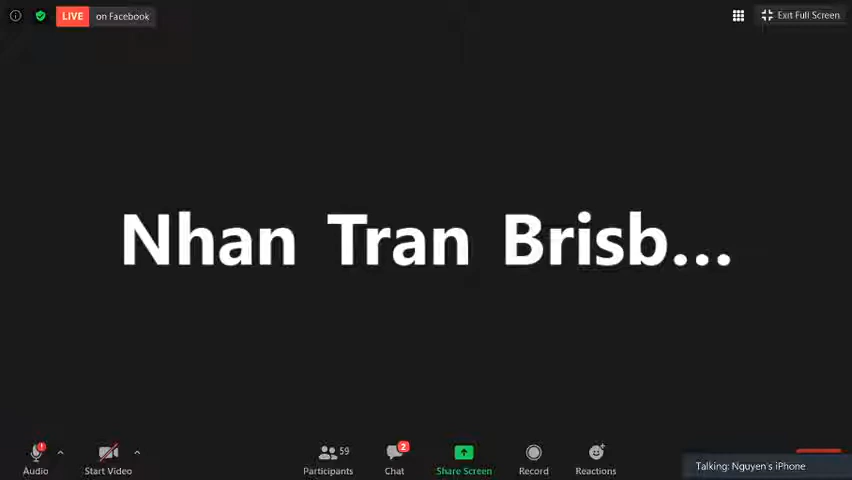 LIVE on Facebook
Exit Full Screen
Nhan Tran Brisb...
59
2
Audio
Start Video
Participants
Chat
Share Screen
Record
Reactions
Talking: Nguyen's iPhone